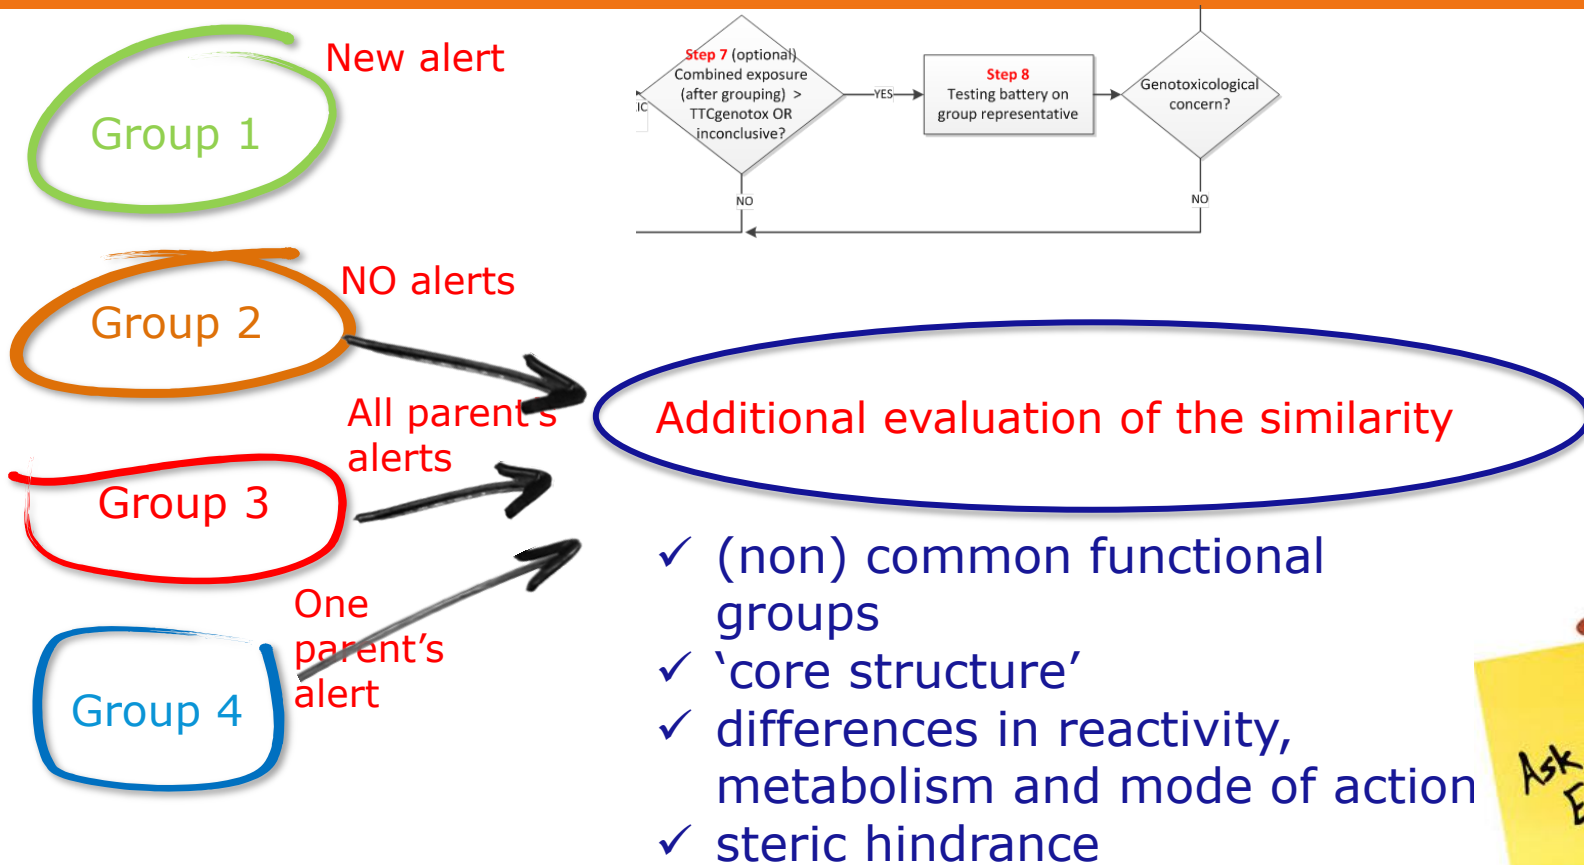 New alert
Group 1
Step 7 (optional)
Combined exposure
(after grouping) >
TTCgenotox OR
inconclusive?
YES
Step 8
Testing battery on
group representative
Genotoxicological
concern?
NO
NO
NO alerts
Group 2
All parent's
alerts
Group 3
One
parent's
alert
Group 4
Additional evaluation of the similarity
✓ (non) common functional
groups
✓ ‘core structure’
✓ differences in reactivity,
metabolism and mode of action
✓ steric hindrance
Ask